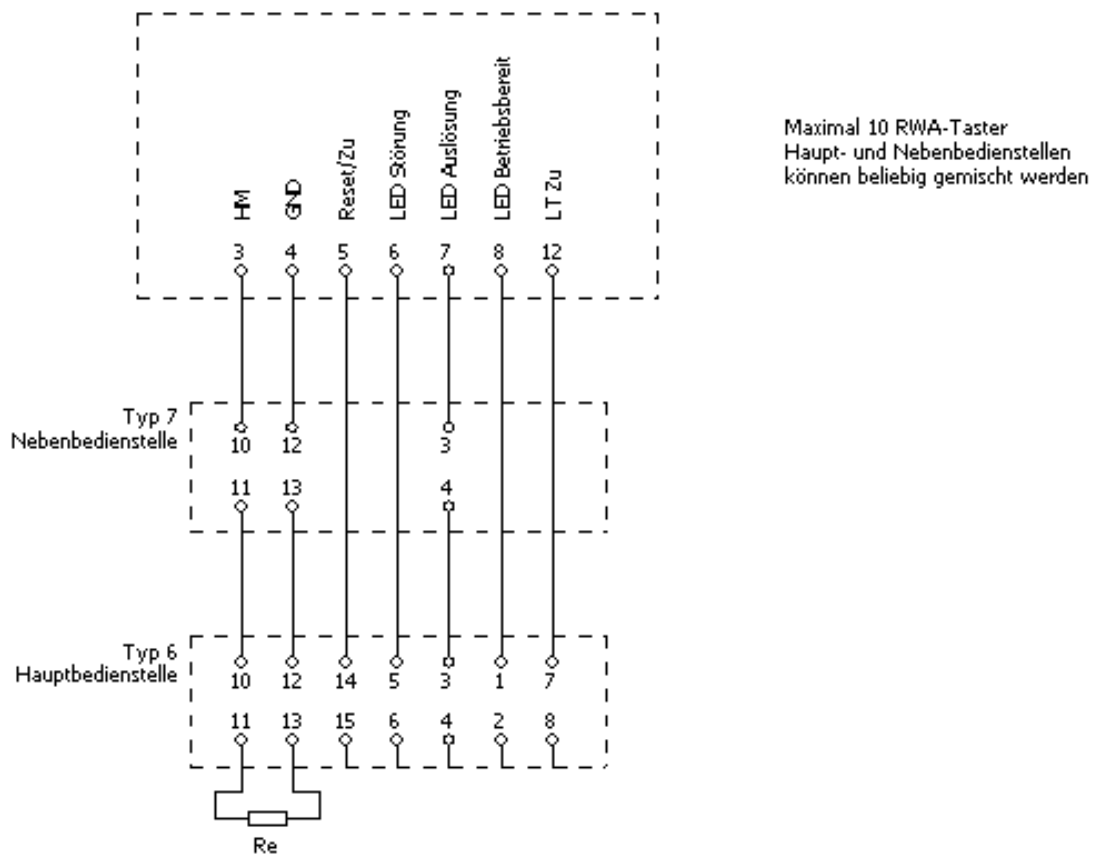 HM
GND
Reset/Zu
LED Störung
LED Auslösung
LED Betriebsbereit
LT Zu
3 4 5 6 7 8 12
Maximal 10 RWA-Taster
Haupt- und Nebenbedienstellen
können beliebig gemischt werden
Typ 7
Nebenbedienstelle
10 12 3
11 13 4
Typ 6
Hauptbedienstelle
10 12 14 5 3 1 7
11 13 15 6 4 2 8
Re